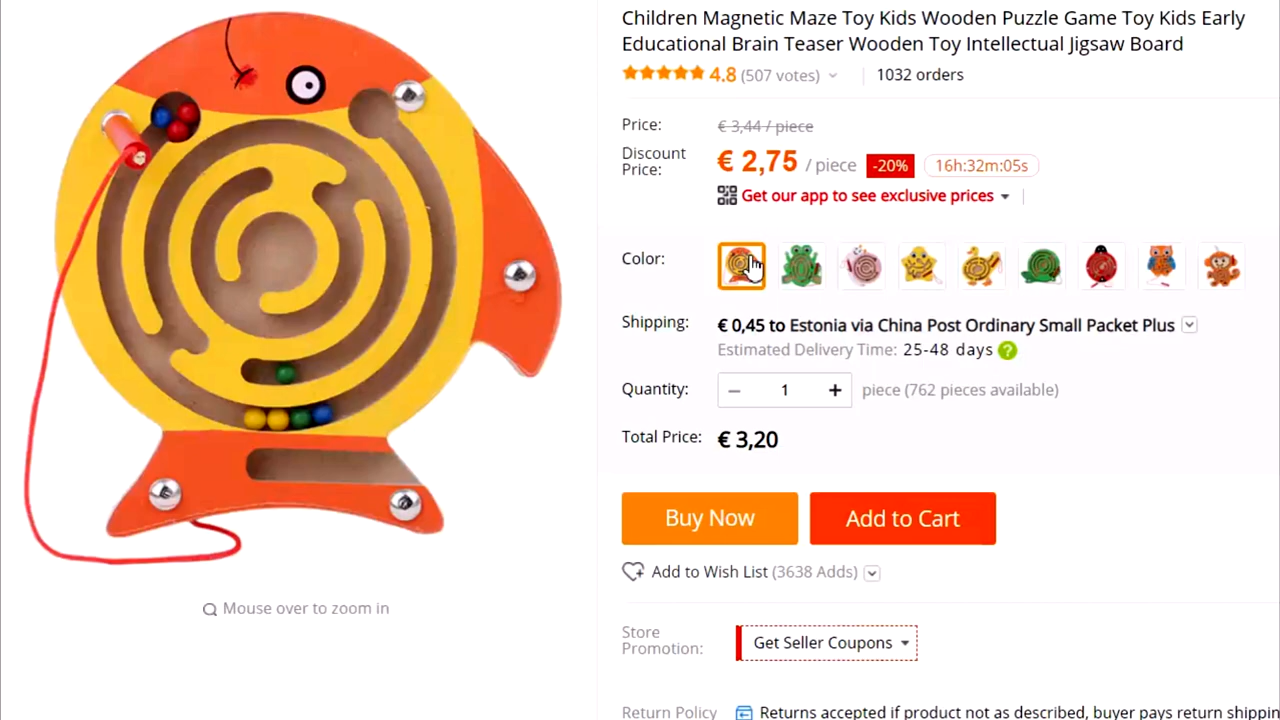 Children Magnetic Maze Toy Kids Wooden Puzzle Game Toy Kids Early
Educational Brain Teaser Wooden Toy Intellectual Jigsaw Board
4.8 (507 votes) 1032 orders
Price: € 3,44 / piece
Discount Price: € 2,75 / piece -20% 16h:32m:05s
Get our app to see exclusive prices
Color:
Shipping: € 0,45 to Estonia via China Post Ordinary Small Packet Plus
Estimated Delivery Time: 25-48 days ?
Quantity: − 1 + piece (762 pieces available)
Total Price: € 3,20
Buy Now Add to Cart
Add to Wish List (3638 Adds)
Mouse over to zoom in
Store Promotion: Get Seller Coupons
Return Policy Returns accepted if product not as described, buyer pays return shippin